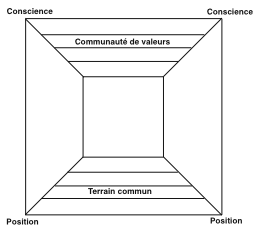 Conscience
Conscience
Communauté de valeurs
Terrain commun
Position
Position